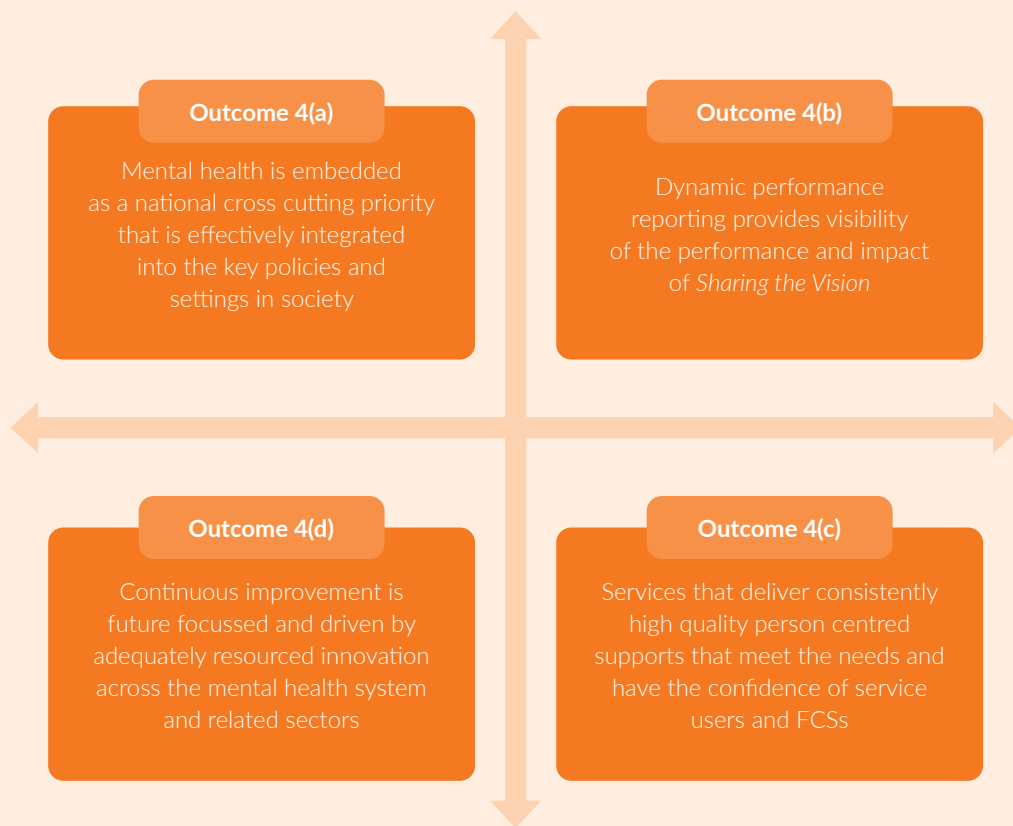 Outcome 4(a)
Mental health is embedded
as a national cross cutting priority
that is effectively integrated
into the key policies and
settings in society
Outcome 4(b)
Dynamic performance
reporting provides visibility
of the performance and impact
of Sharing the Vision
Outcome 4(d)
Continuous improvement is
future focussed and driven by
adequately resourced innovation
across the mental health system
and related sectors
Outcome 4(c)
Services that deliver consistently
high quality person centred
supports that meet the needs and
have the confidence of service
users and FCSs